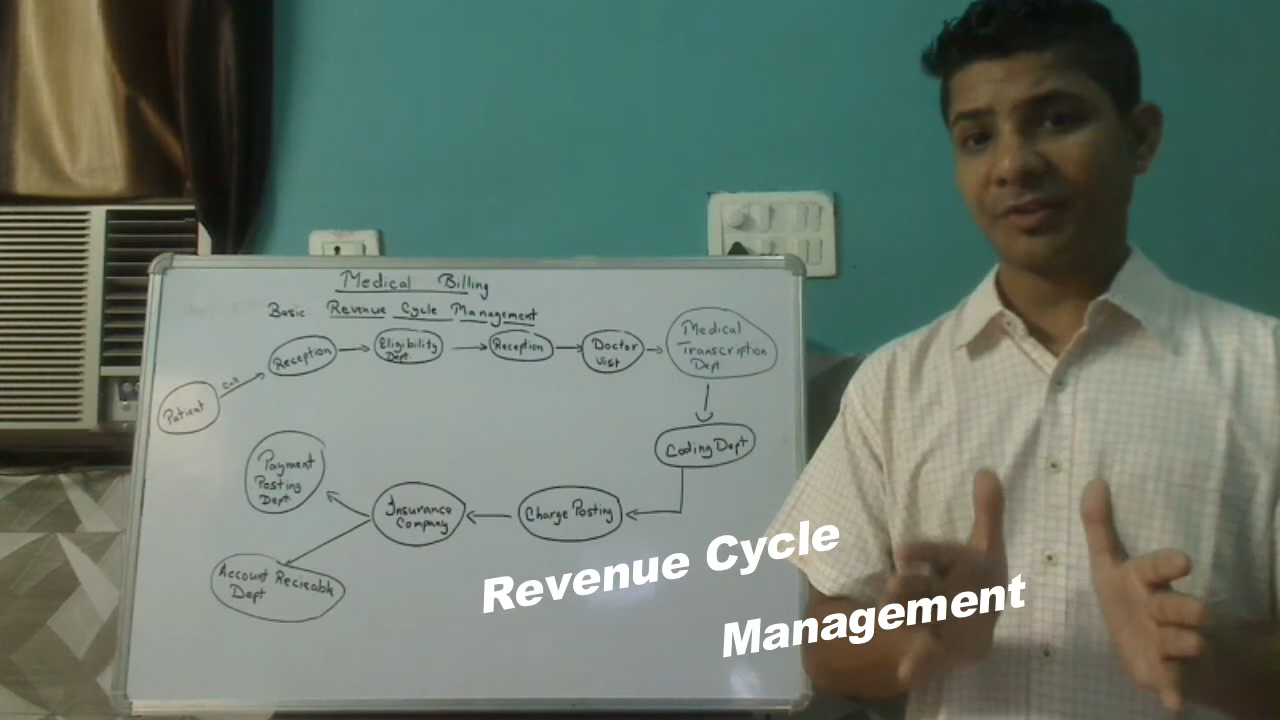 Medical Billing
Basic Revenue Cycle Management
Patient
Call
Reception
Eligibility
Dept.
Reception
Doctor
Visit
Medical
Transcription
Dept
Coding Dept
Charge Posting
Insurance
Company
Payment
Posting
Dept
Account Recieable
Dept
Revenue Cycle
Management